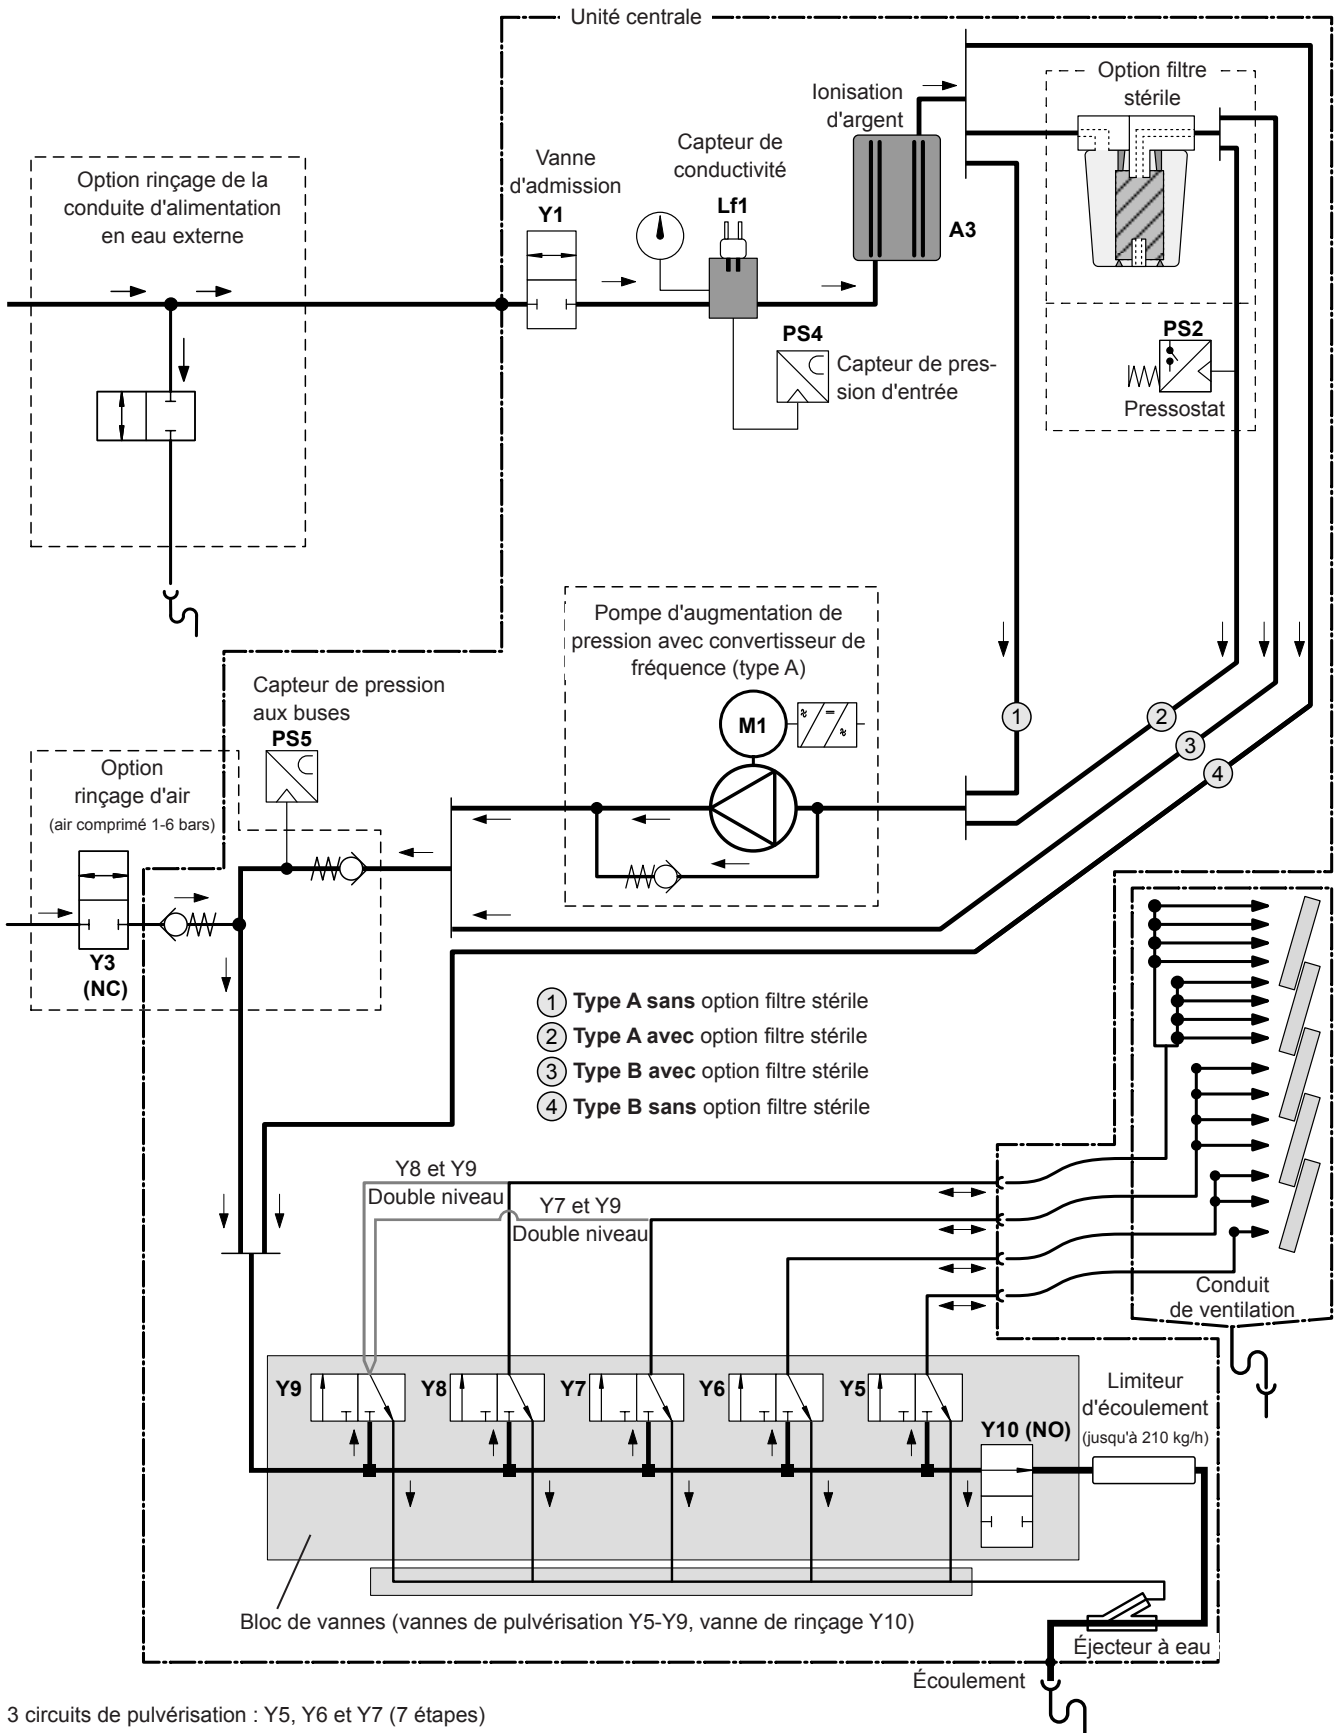 Unité centrale
Option filtre
stérile
Ionisation
d'argent
Capteur de
conductivité
Vanne
d'admission
Option rinçage de la
conduite d'alimentation
en eau externe
Y1
Lf1
A3
PS4
Capteur de pres-
sion d'entrée
PS2
Pressostat
Pompe d'augmentation de
pression avec convertisseur de
fréquence (type A)
M1
Capteur de pression
aux buses
PS5
1
2
3
4
Option
rinçage d'air
(air comprimé 1-6 bars)
Y3
(NC)
1 Type A sans option filtre stérile
2 Type A avec option filtre stérile
3 Type B avec option filtre stérile
4 Type B sans option filtre stérile
Y8 et Y9
Double niveau
Y7 et Y9
Double niveau
Conduit
de ventilation
Y9
Y8
Y7
Y6
Y5
Y10 (NO)
Limiteur
d'écoulement
(jusqu'à 210 kg/h)
Bloc de vannes (vannes de pulvérisation Y5-Y9, vanne de rinçage Y10)
Éjecteur à eau
Écoulement
3 circuits de pulvérisation : Y5, Y6 et Y7 (7 étapes)